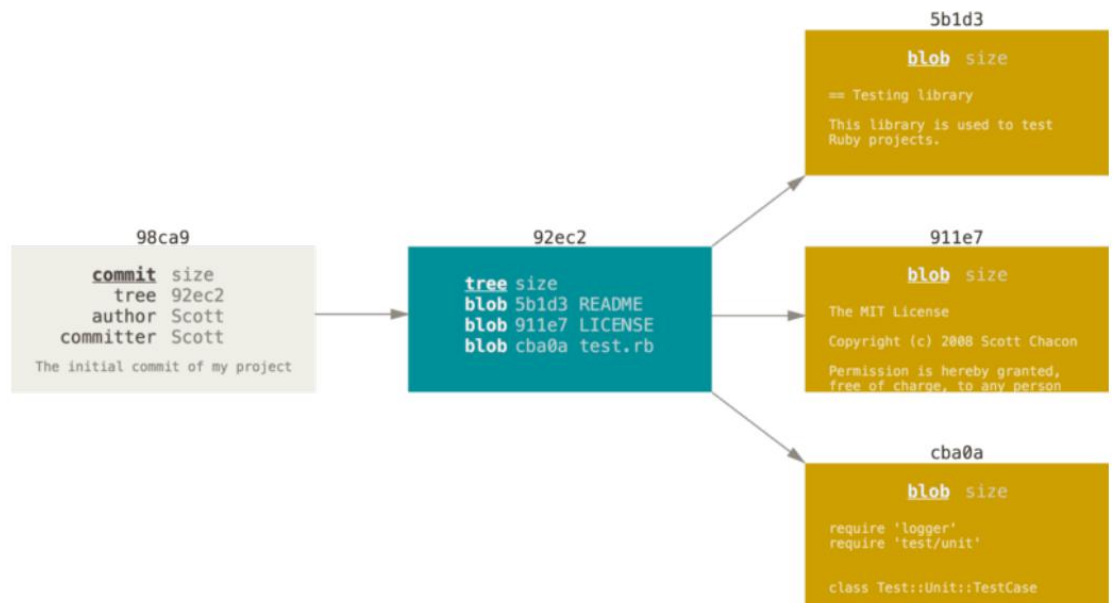 98ca9
commit size
tree 92ec2
author Scott
committer Scott
The initial commit of my project
92ec2
tree size
blob 5b1d3 README
blob 911e7 LICENSE
blob cba0a test.rb
5b1d3
blob size
== Testing library
This library is used to test
Ruby projects.
911e7
blob size
The MIT License
Copyright (c) 2008 Scott Chacon
Permission is hereby granted,
free of charge, to any person
cba0a
blob size
require 'logger'
require 'test/unit'
class Test::Unit::TestCase